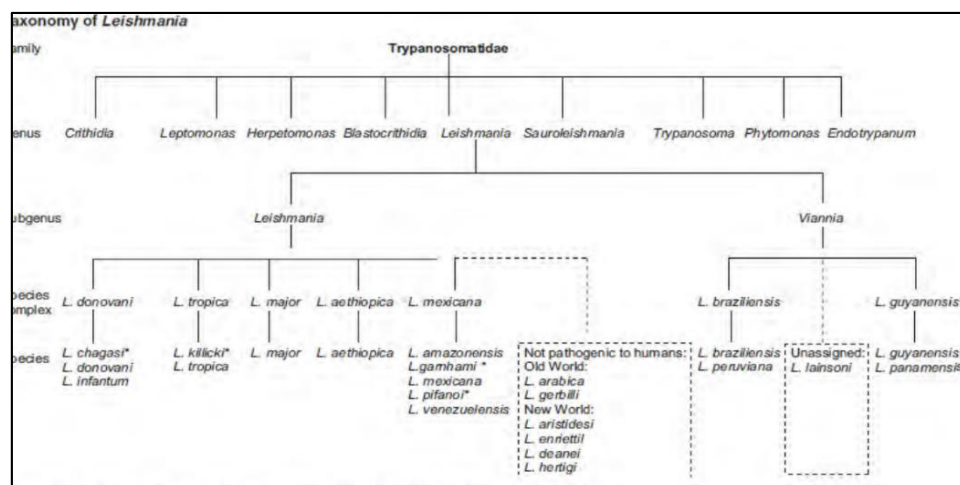 axonomy of Leishmania
amily Trypanosomatidae
enus Crithidia Leptomonas Herpetomonas Blastocrithidia Leishmania Sauroleishmania Trypanosoma Phytomonas Endotrypanum
ubgenus Leishmania Viannia
pecies L. donovani L. tropica L. major L. aethiopica L. mexicana L. braziliensis L. guyanensis
omplex
pecies L. chagasi* L. killicki* L. major L. aethiopica L. amazonensis
L. donovani L. tropica L.garnhami *
L. infantum L. mexicana
L. pifanoi*
L. venezuelensis
Not pathogenic to humans:
Old World:
L. arabica
L. gerbilli
New World:
L. aristidesi
L. enriettil
L. deanei
L. hertigi
L. braziliensis
L. peruviana
Unassigned:
L. lainsoni
L. guyanensis
L. panamensis